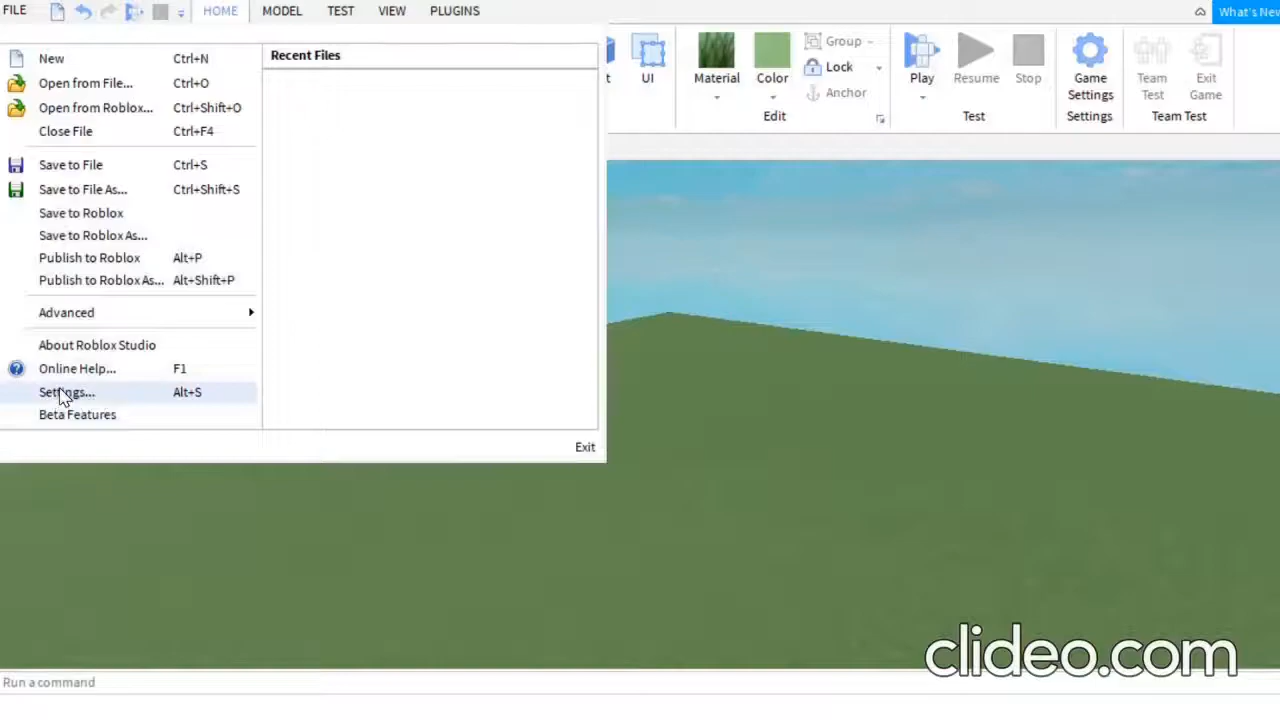 FILE
HOME
MODEL
TEST
VIEW
PLUGINS
What's New
New Ctrl+N
Open from File... Ctrl+O
Open from Roblox... Ctrl+Shift+O
Close File Ctrl+F4
Save to File Ctrl+S
Save to File As... Ctrl+Shift+S
Save to Roblox
Save to Roblox As...
Publish to Roblox Alt+P
Publish to Roblox As... Alt+Shift+P
Advanced
About Roblox Studio
Online Help... F1
Settings... Alt+S
Beta Features
Recent Files
Exit
UI
Material
Color
Group
Lock
Anchor
Edit
Play
Resume
Stop
Test
Game
Settings
Settings
Team
Test
Exit
Game
Team Test
clideo.com
Run a command